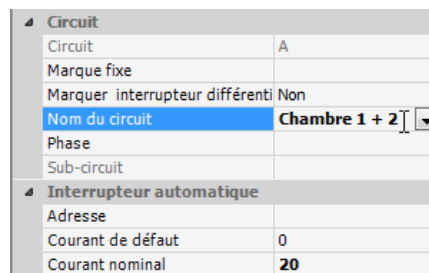 Circuit
Circuit A
Marque fixe
Marquer interrupteur différenti Non
Nom du circuit Chambre 1 + 2
Phase
Sub-circuit
Interrupteur automatique
Adresse
Courant de défaut 0
Courant nominal 20